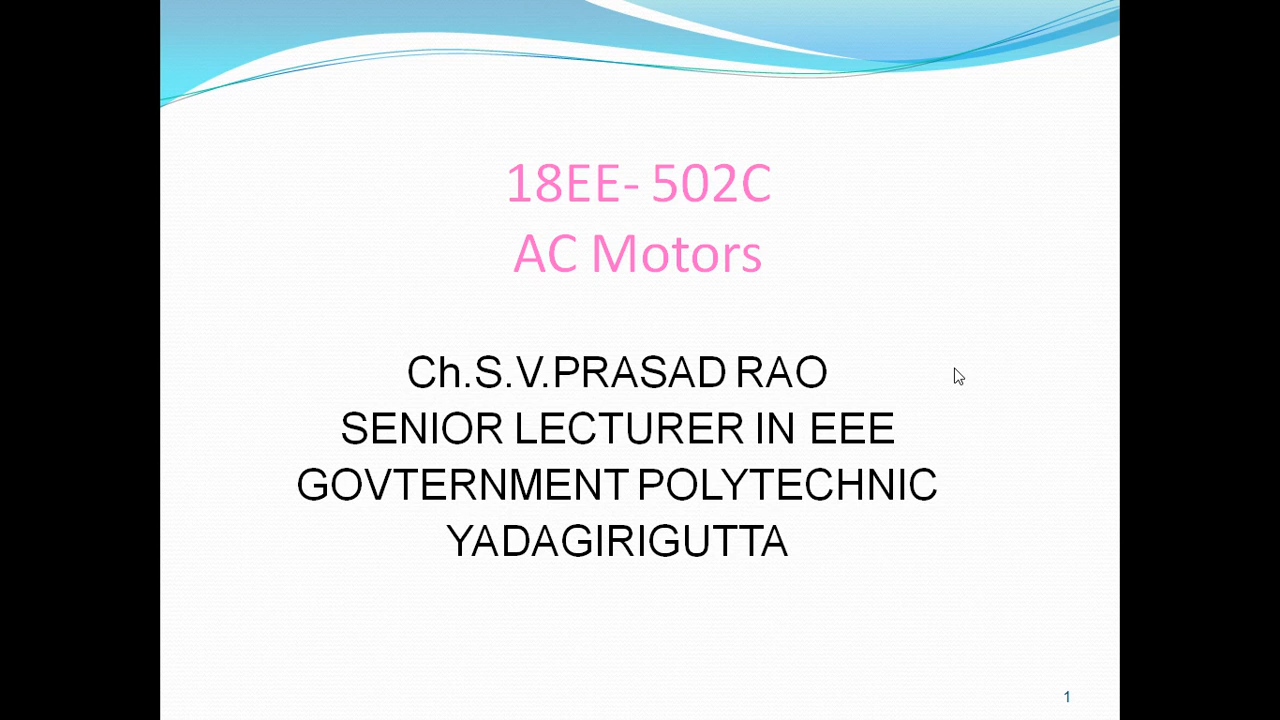 18EE- 502C
AC Motors
Ch.S.V.PRASAD RAO
SENIOR LECTURER IN EEE
GOVTERNMENT POLYTECHNIC
YADAGIRIGUTTA
1